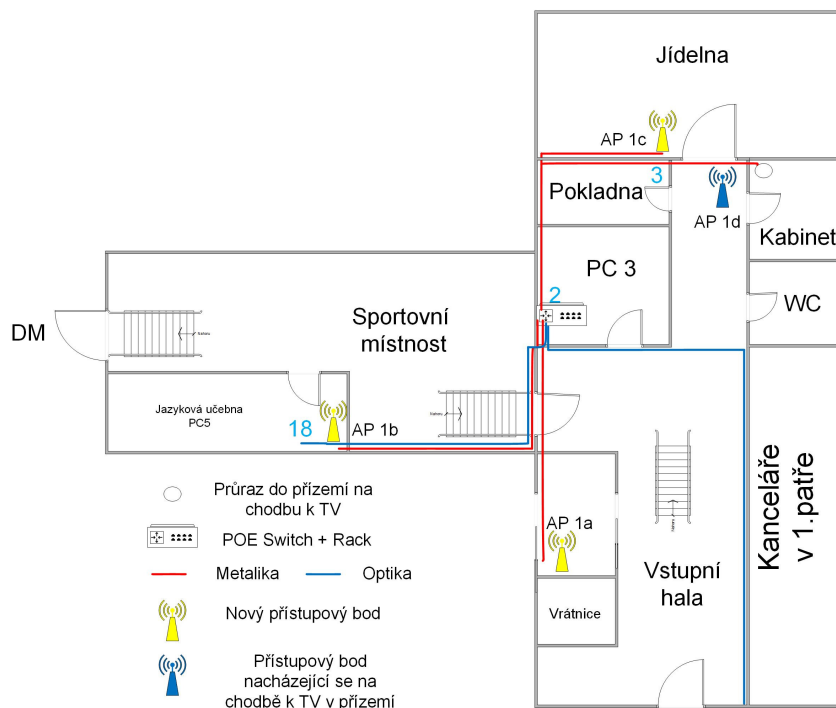 Jídelna
AP 1c
3
Pokladna
AP 1d
Kabinet
PC 3
2
WC
DM
Sportovní
místnost
Jazyková učebna
PC5
18
AP 1b
Kanceláře
v 1.patře
AP 1a
Vstupní
hala
Vrátnice
Průraz do přízemí na
chodbu k TV
POE Switch + Rack
Metalika
Optika
Nový přístupový bod
Přístupový bod
nacházející se na
chodbě k TV v přízemí